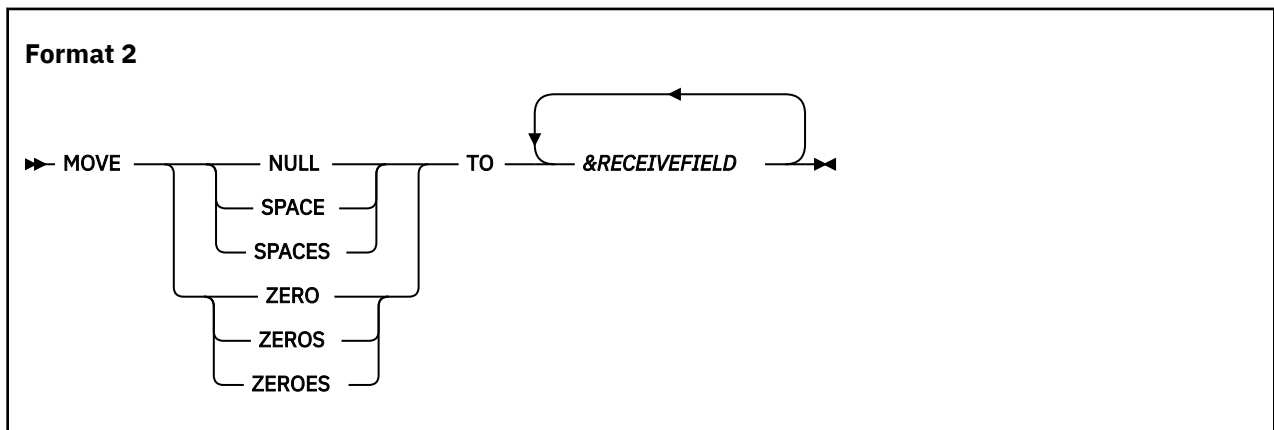 Format 2
MOVE NULL TO &RECEIVEFIELD
SPACE
SPACES
ZERO
ZEROS
ZEROES